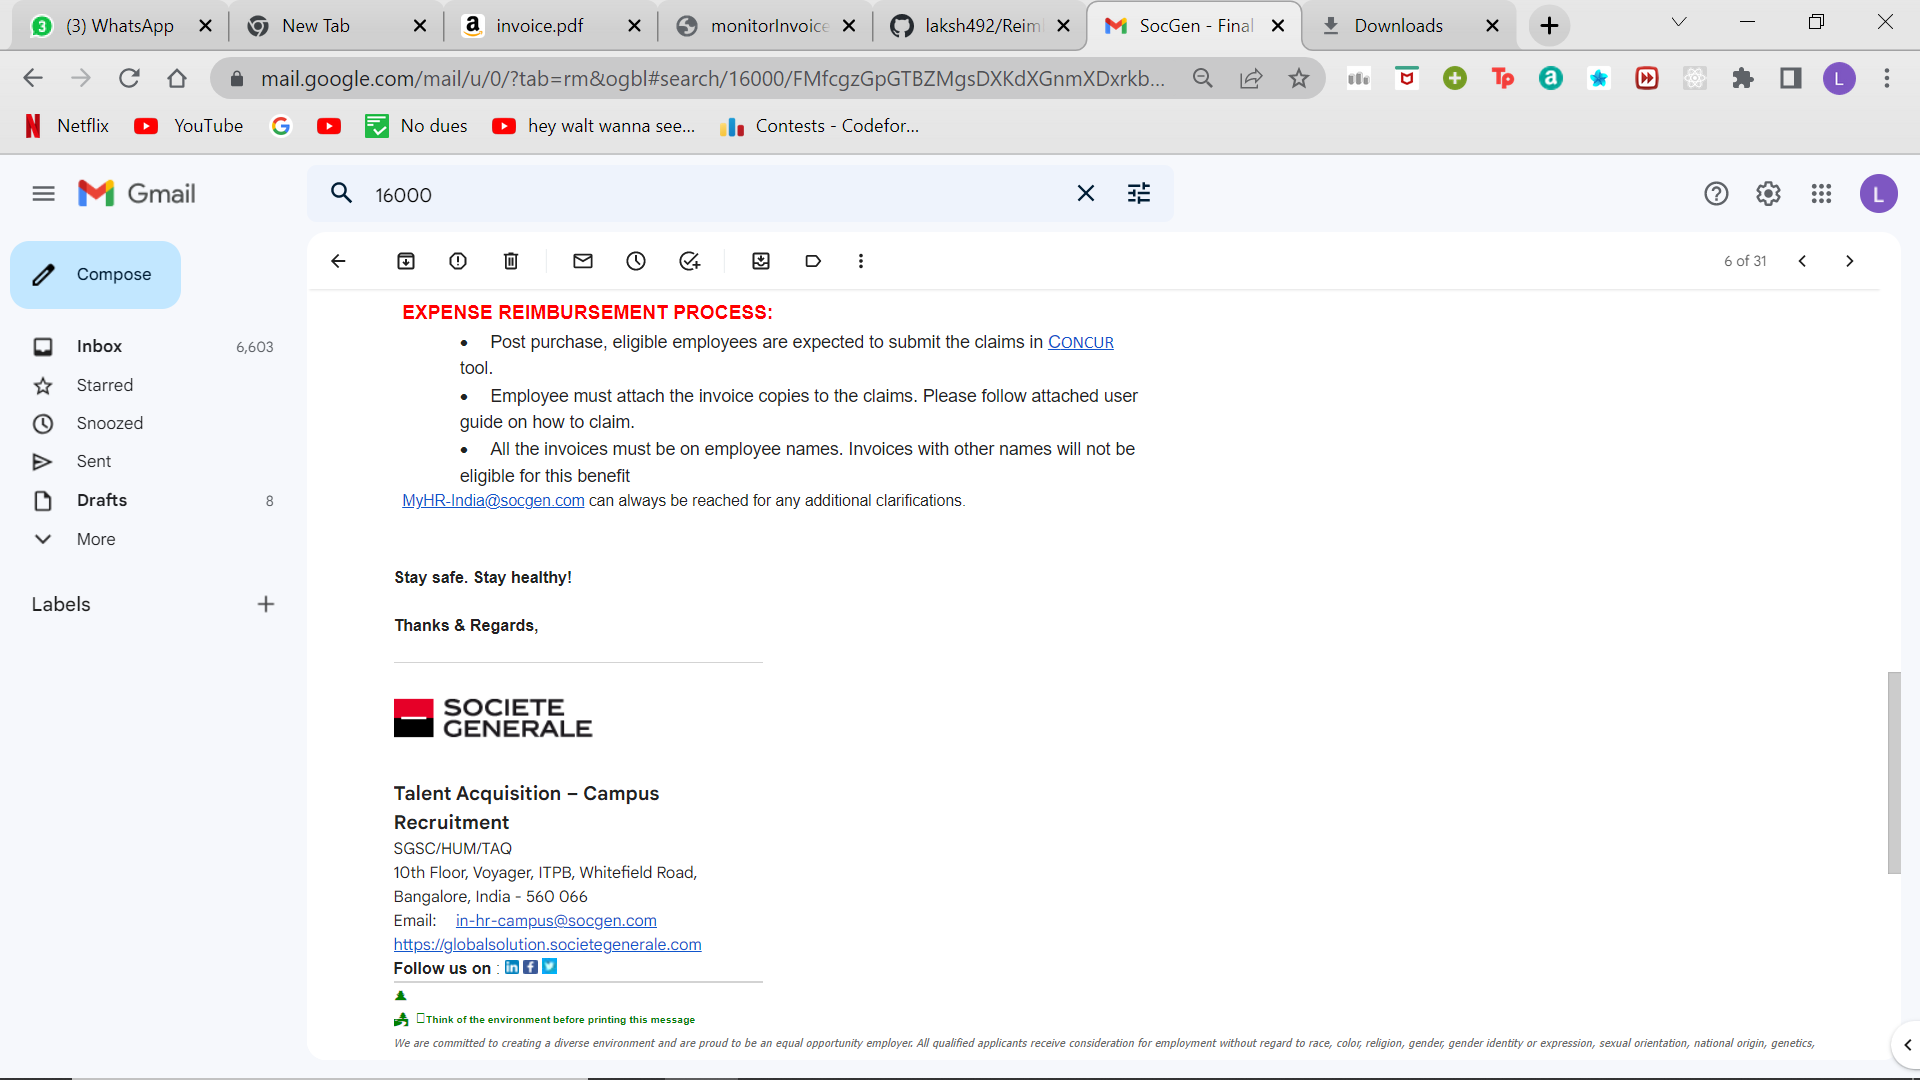 (3) WhatsApp
New Tab
invoice.pdf
monitorInvoice
laksh492/Reim
SocGen - Final
Downloads
mail.google.com/mail/u/0/?tab=rm&ogbl#search/16000/FMfcgzGpGTBZMgsDXKdXGnmXDxrkb...
Netflix
YouTube
No dues
hey walt wanna see...
Contests - Codefor...
Gmail
16000
L
Compose
6 of 31
Inbox 6,603
Starred
Snoozed
Sent
Drafts 8
More
Labels
EXPENSE REIMBURSEMENT PROCESS:
• Post purchase, eligible employees are expected to submit the claims in CONCUR
tool.
• Employee must attach the invoice copies to the claims. Please follow attached user
guide on how to claim.
• All the invoices must be on employee names. Invoices with other names will not be
eligible for this benefit
MyHR-India@socgen.com can always be reached for any additional clarifications.
Stay safe. Stay healthy!
Thanks & Regards,
SOCIETE
GENERALE
Talent Acquisition – Campus
Recruitment
SGSC/HUM/TAQ
10th Floor, Voyager, ITPB, Whitefield Road,
Bangalore, India - 560 066
Email: in-hr-campus@socgen.com
https://globalsolution.societegenerale.com
Follow us on :
Think of the environment before printing this message
We are committed to creating a diverse environment and are proud to be an equal opportunity employer. All qualified applicants receive consideration for employment without regard to race, color, religion, gender, gender identity or expression, sexual orientation, national origin, genetics,